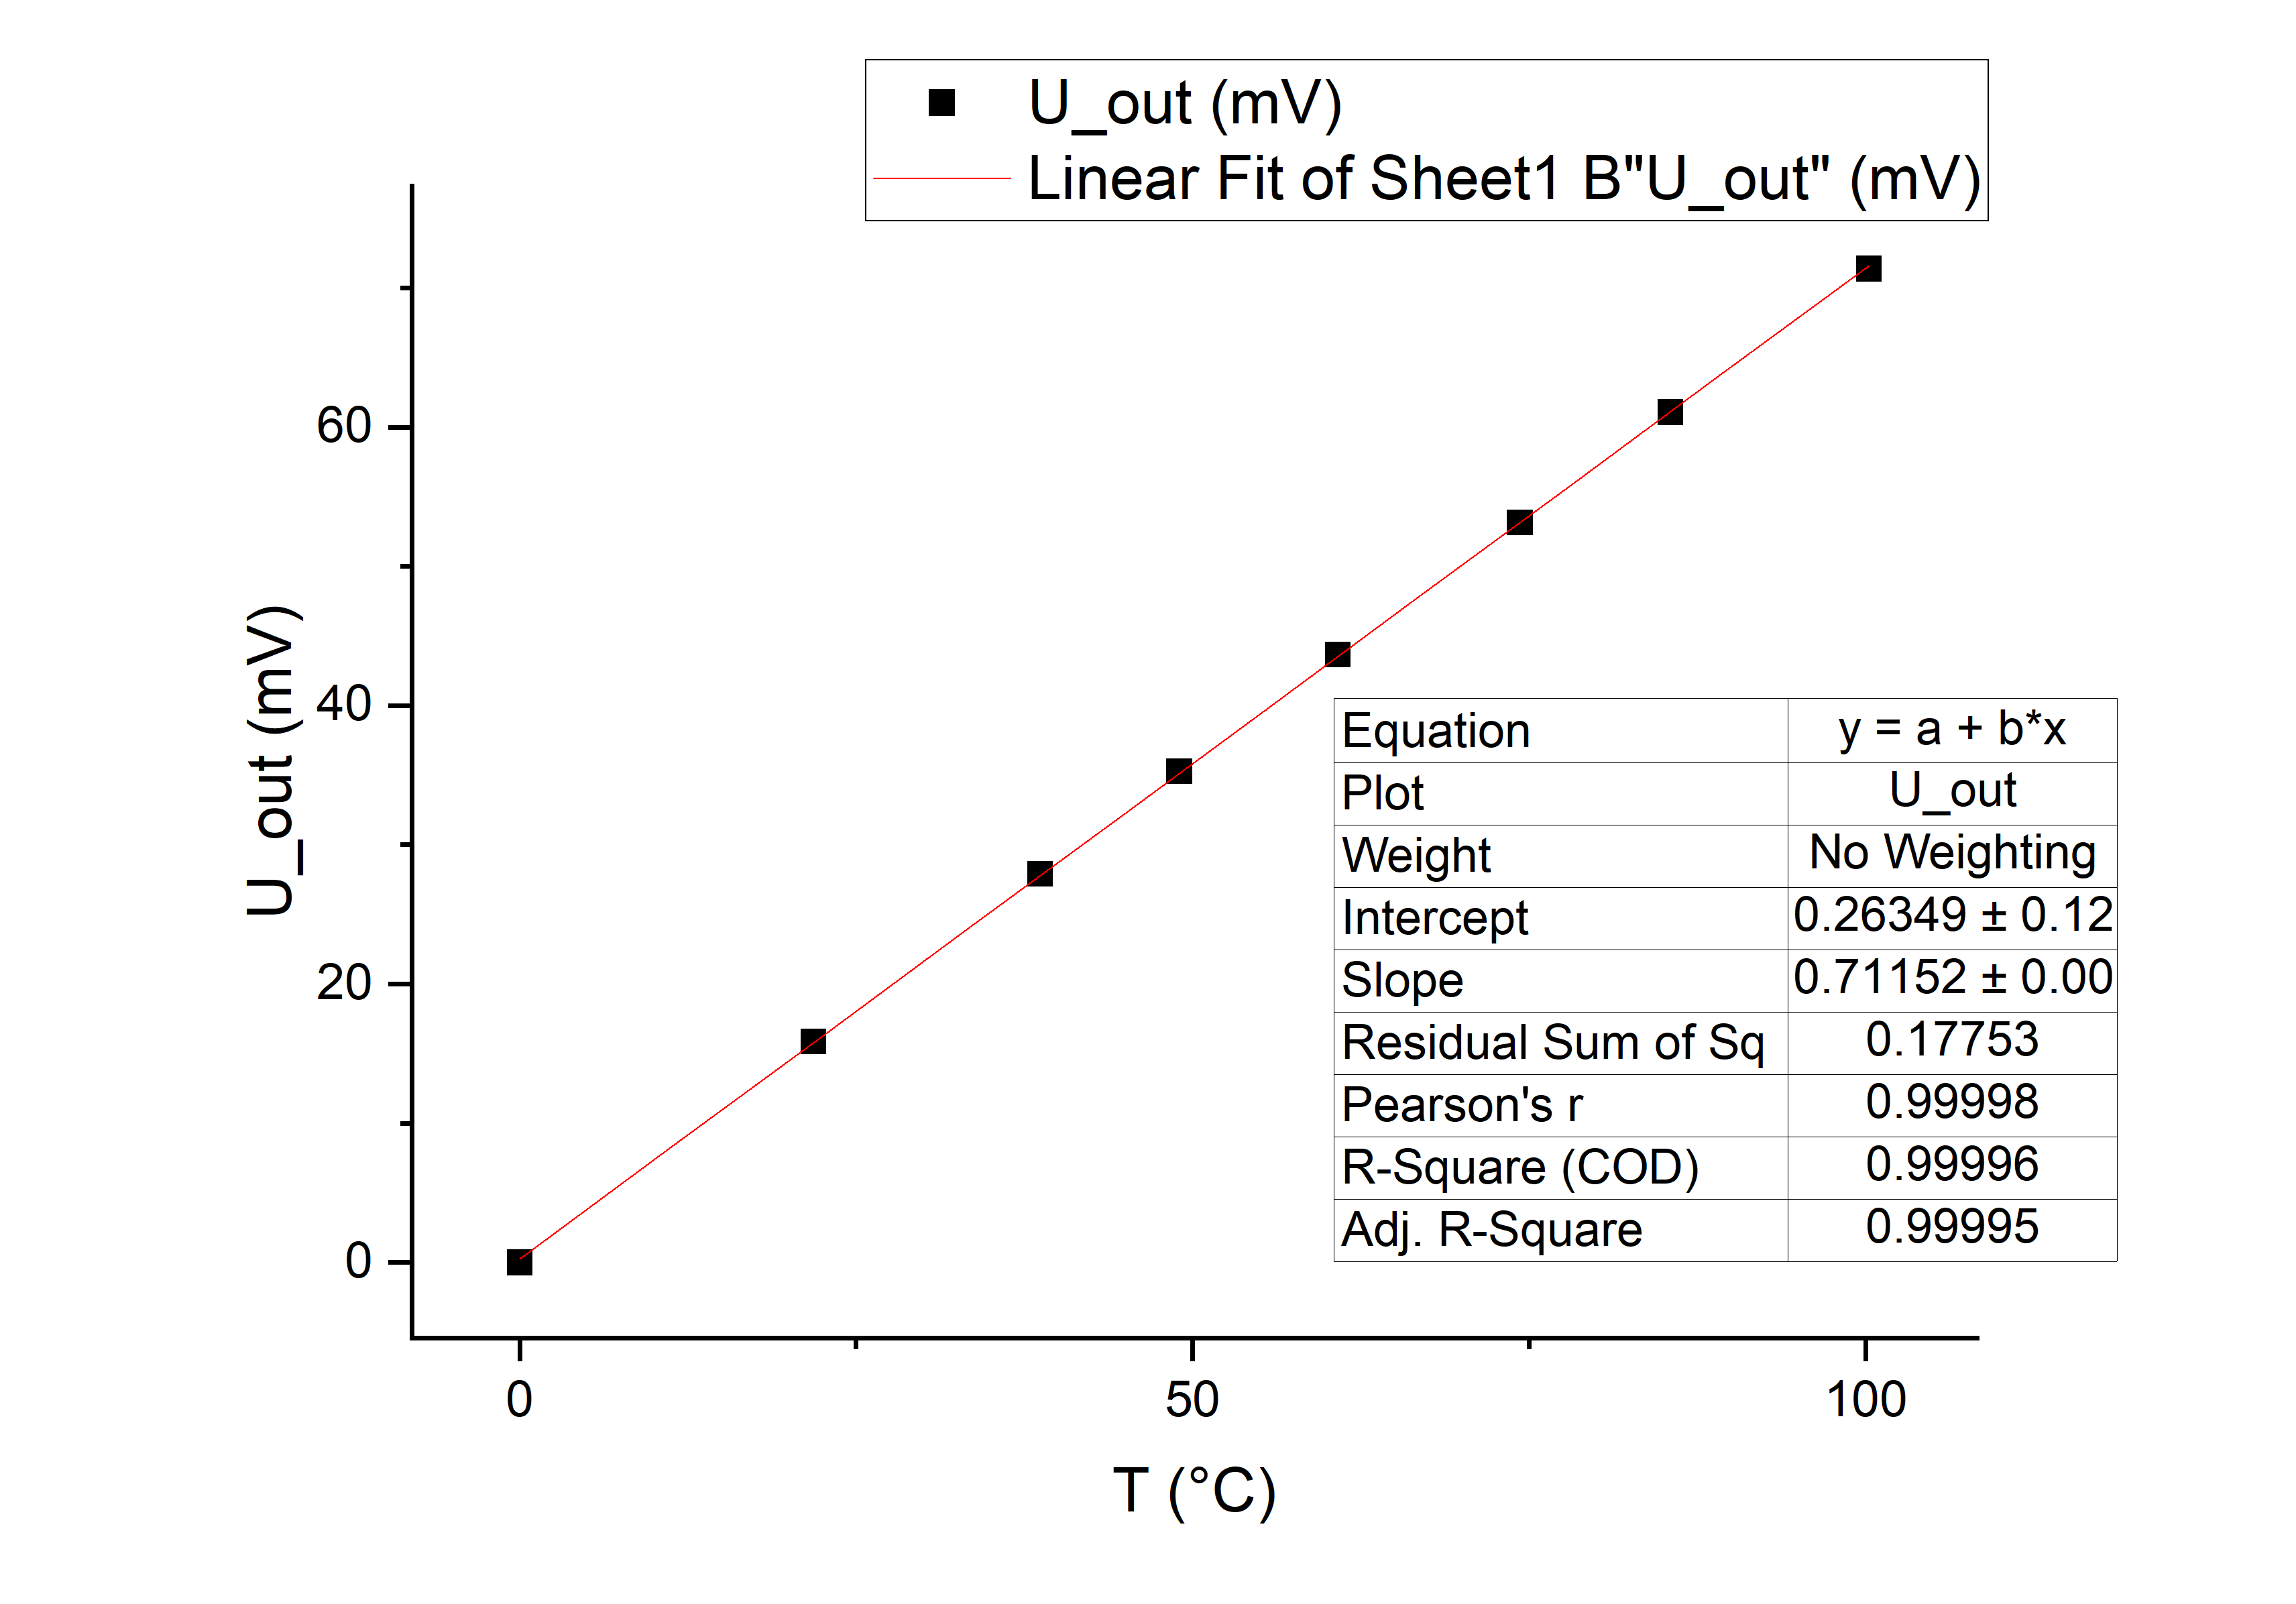 U_out (mV)
Linear Fit of Sheet1 B"U_out" (mV)
60
40
20
0
U_out (mV)
Equation y = a + b*x
Plot U_out
Weight No Weighting
Intercept 0.26349 ± 0.12
Slope 0.71152 ± 0.00
Residual Sum of Sq 0.17753
Pearson's r 0.99998
R-Square (COD) 0.99996
Adj. R-Square 0.99995
0 50 100
T (°C)